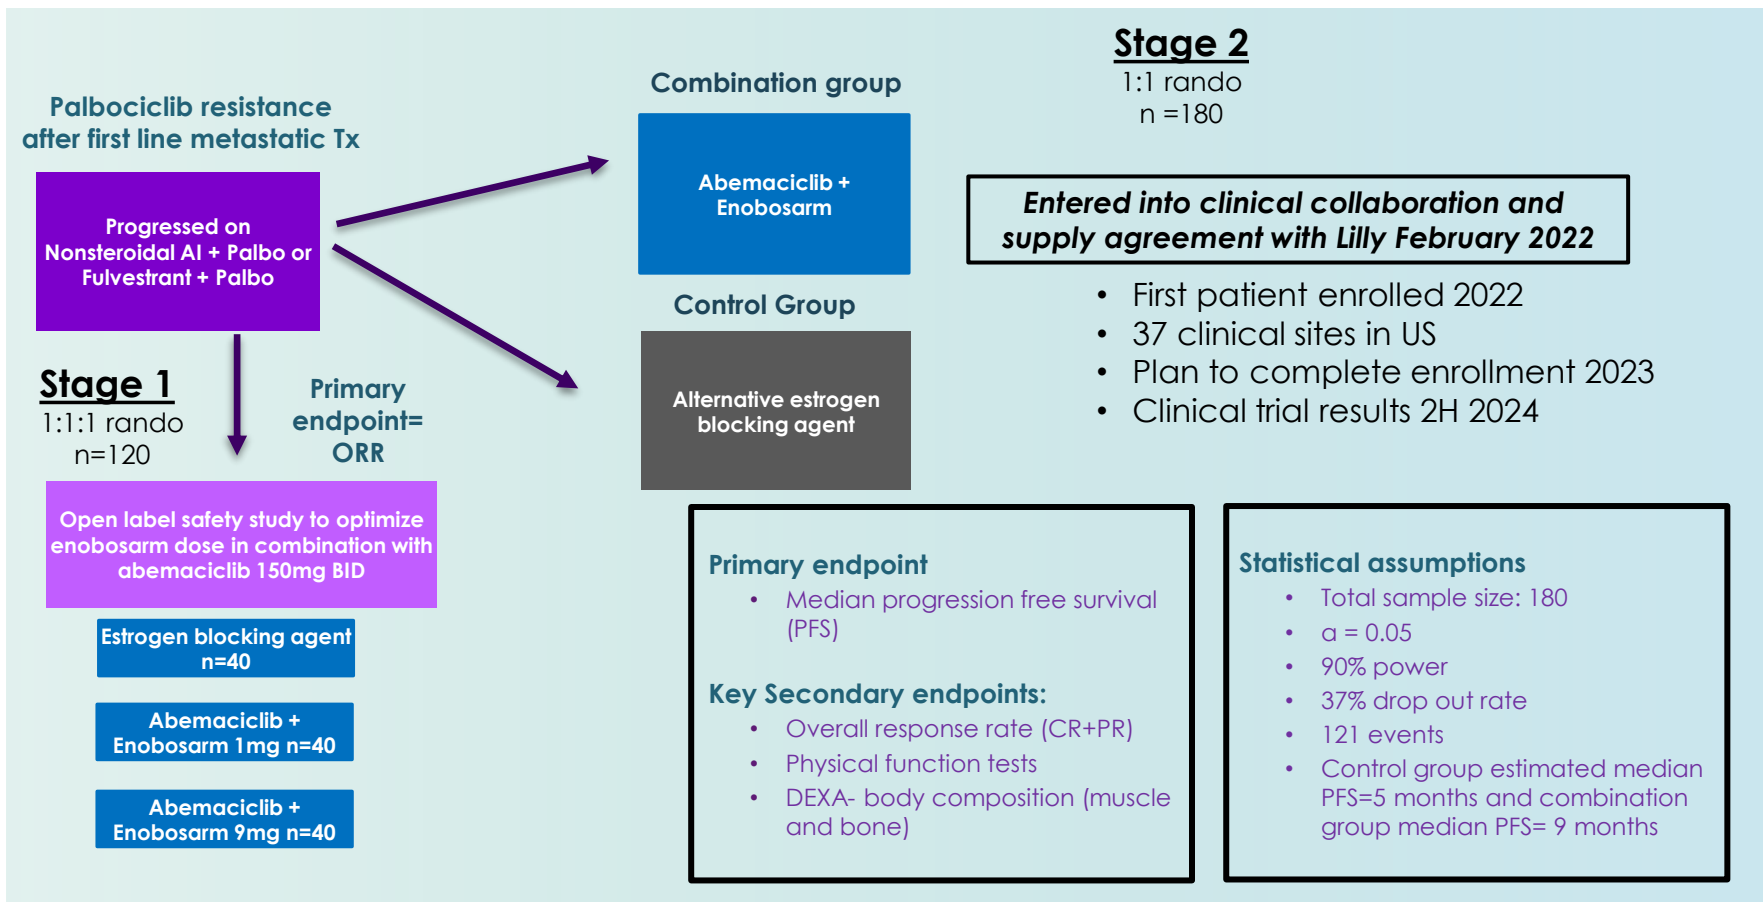 Palbociclib resistance
after first line metastatic Tx
Progressed on
Nonsteroidal AI + Palbo or
Fulvestrant + Palbo
Stage 1
1:1:1 rando
n=120
Primary
endpoint=
ORR
Open label safety study to optimize
enobosarm dose in combination with
abemaciclib 150mg BID
Estrogen blocking agent
n=40
Abemaciclib +
Enobosarm 1mg n=40
Abemaciclib +
Enobosarm 9mg n=40
Combination group
Abemaciclib +
Enobosarm
Control Group
Alternative estrogen
blocking agent
Stage 2
1:1 rando
n =180
Entered into clinical collaboration and
supply agreement with Lilly February 2022
• First patient enrolled 2022
• 37 clinical sites in US
• Plan to complete enrollment 2023
• Clinical trial results 2H 2024
Primary endpoint
• Median progression free survival
(PFS)
Key Secondary endpoints:
• Overall response rate (CR+PR)
• Physical function tests
• DEXA- body composition (muscle
and bone)
Statistical assumptions
• Total sample size: 180
• α = 0.05
• 90% power
• 37% drop out rate
• 121 events
• Control group estimated median
PFS=5 months and combination
group median PFS= 9 months